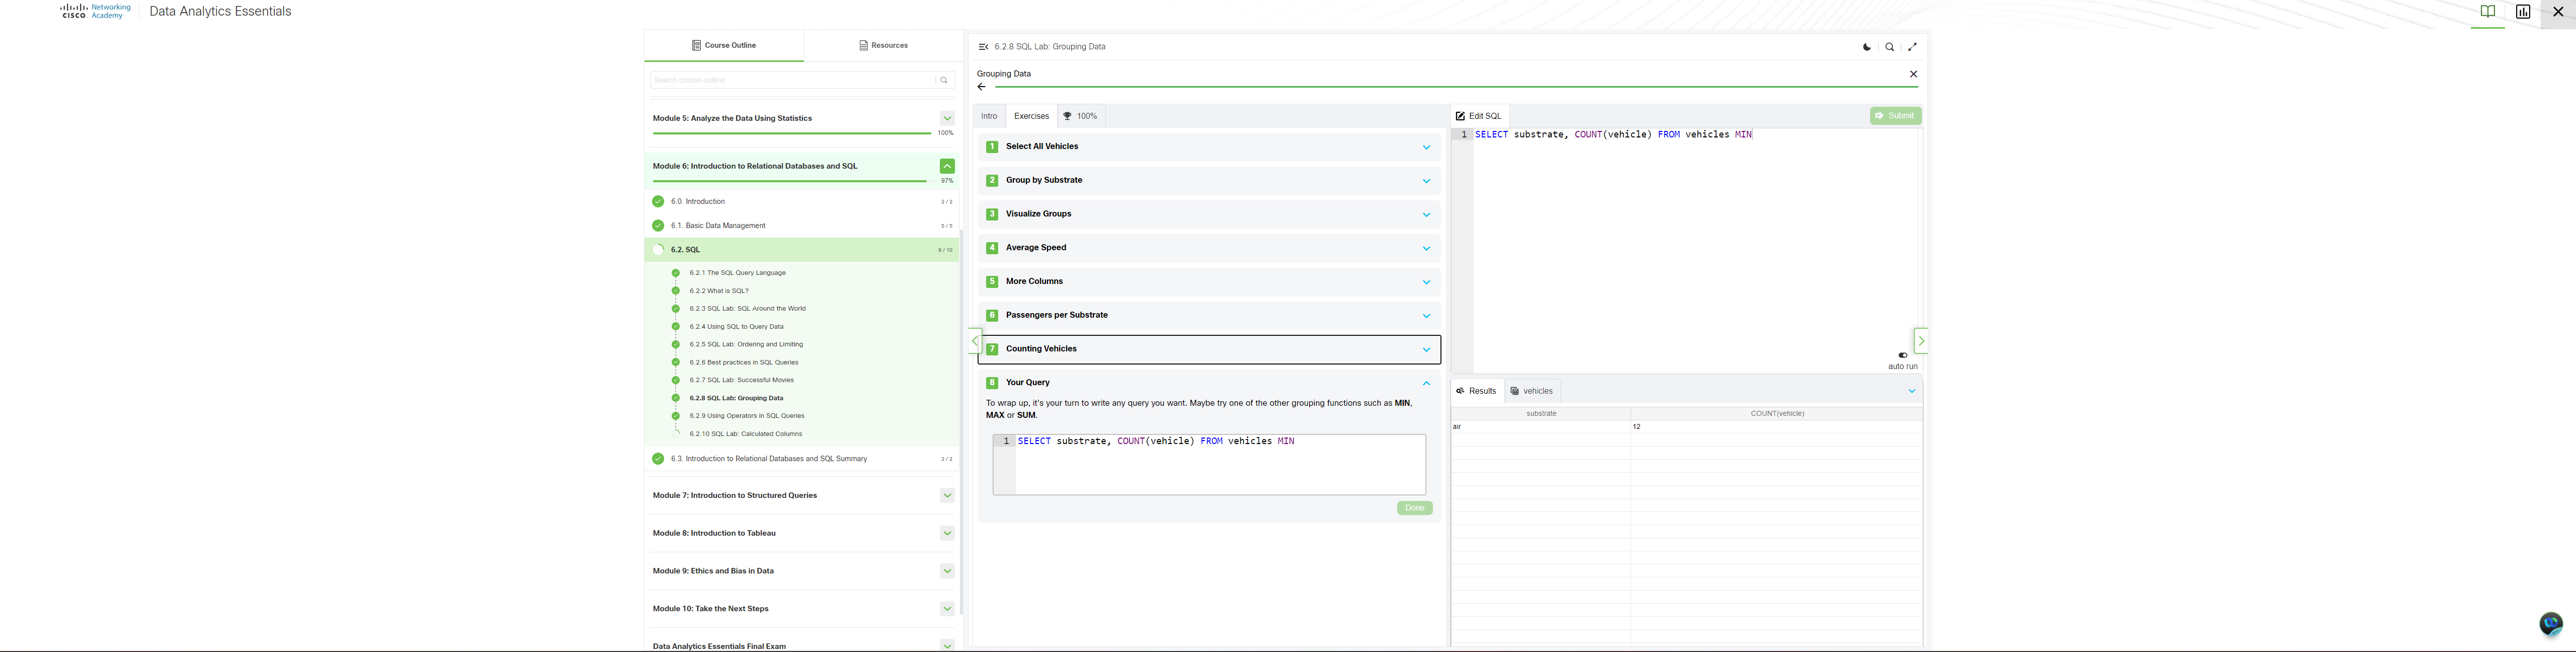 CISCO Networking Academy
Data Analytics Essentials
Course Outline
Resources
Search course outline
Module 5: Analyze the Data Using Statistics
100%
Module 6: Introduction to Relational Databases and SQL
97%
6.0. Introduction 2 / 2
6.1. Basic Data Management 5 / 5
6.2. SQL 9 / 10
6.2.1 The SQL Query Language
6.2.2 What is SQL?
6.2.3 SQL Lab: SQL Around the World
6.2.4 Using SQL to Query Data
6.2.5 SQL Lab: Ordering and Limiting
6.2.6 Best practices in SQL Queries
6.2.7 SQL Lab: Successful Movies
6.2.8 SQL Lab: Grouping Data
6.2.9 Using Operators in SQL Queries
6.2.10 SQL Lab: Calculated Columns
6.3. Introduction to Relational Databases and SQL Summary 2 / 2
Module 7: Introduction to Structured Queries
Module 8: Introduction to Tableau
Module 9: Ethics and Bias in Data
Module 10: Take the Next Steps
Data Analytics Essentials Final Exam
6.2.8 SQL Lab: Grouping Data
Grouping Data
Intro
Exercises
100%
1 Select All Vehicles
2 Group by Substrate
3 Visualize Groups
4 Average Speed
5 More Columns
6 Passengers per Substrate
7 Counting Vehicles
8 Your Query
To wrap up, it's your turn to write any query you want. Maybe try one of the other grouping functions such as MIN,
MAX or SUM.
1 SELECT substrate, COUNT(vehicle) FROM vehicles MIN
Done
Edit SQL
Submit
1 SELECT substrate, COUNT(vehicle) FROM vehicles MIN
auto run
Results
vehicles
substrate COUNT(vehicle)
air 12